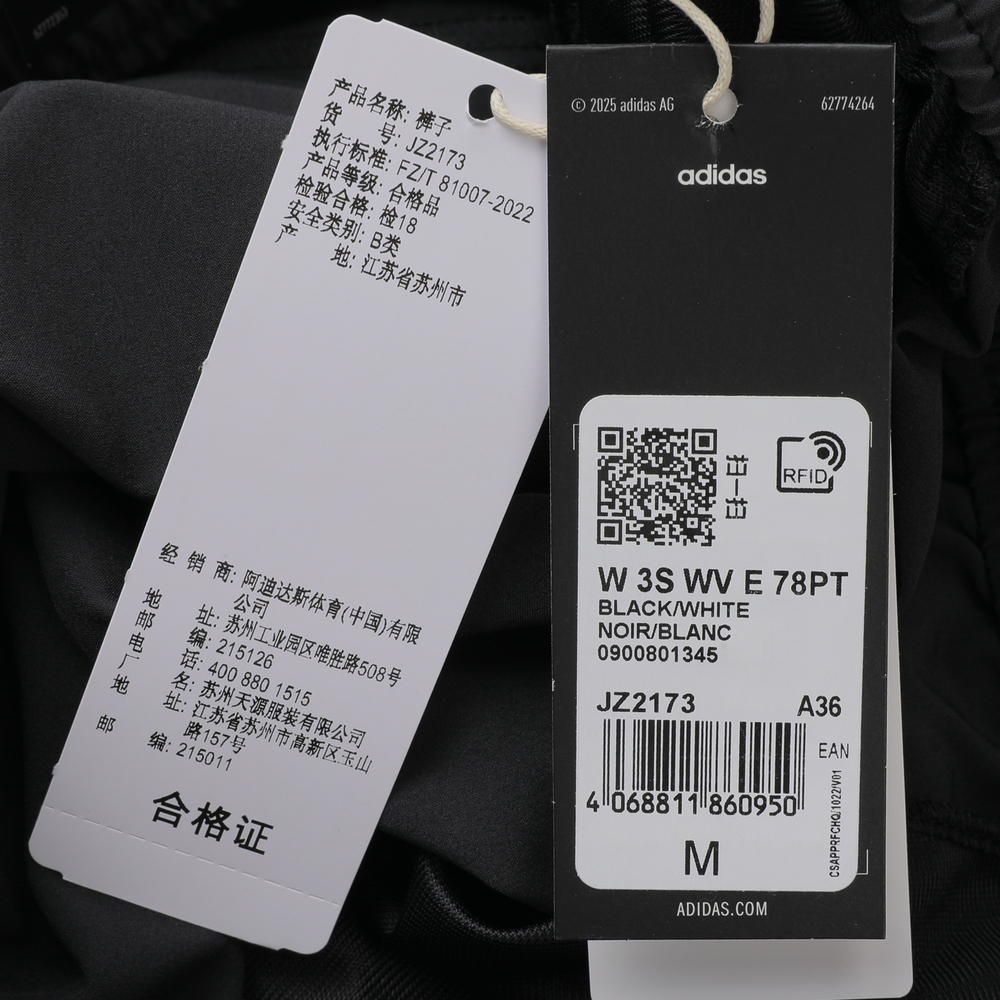 产品名称: 裤子
货 号: JZ2173
执行标准: FZ/T 81007-2022
产品等级: 合格品
检验合格: 检18
安全类别: B类
产 地: 江苏省苏州市
经 销 商: 阿迪达斯体育(中国)有限
公司
地 址: 苏州工业园区唯胜路508号
邮 编: 215126
电 话: 400 880 1515
厂 名: 苏州天源服装有限公司
地 址: 江苏省苏州市高新区玉山
路157号
邮 编: 215011
合格证
© 2025 adidas AG
62774264
adidas
扫一扫
RFID
W 3S WV E 78PT
BLACK/WHITE
NOIR/BLANC
0900801345
JZ2173 A36
EAN
4 068811 860950
CSAPPRFCHQ/1022/V01
M
ADIDAS.COM